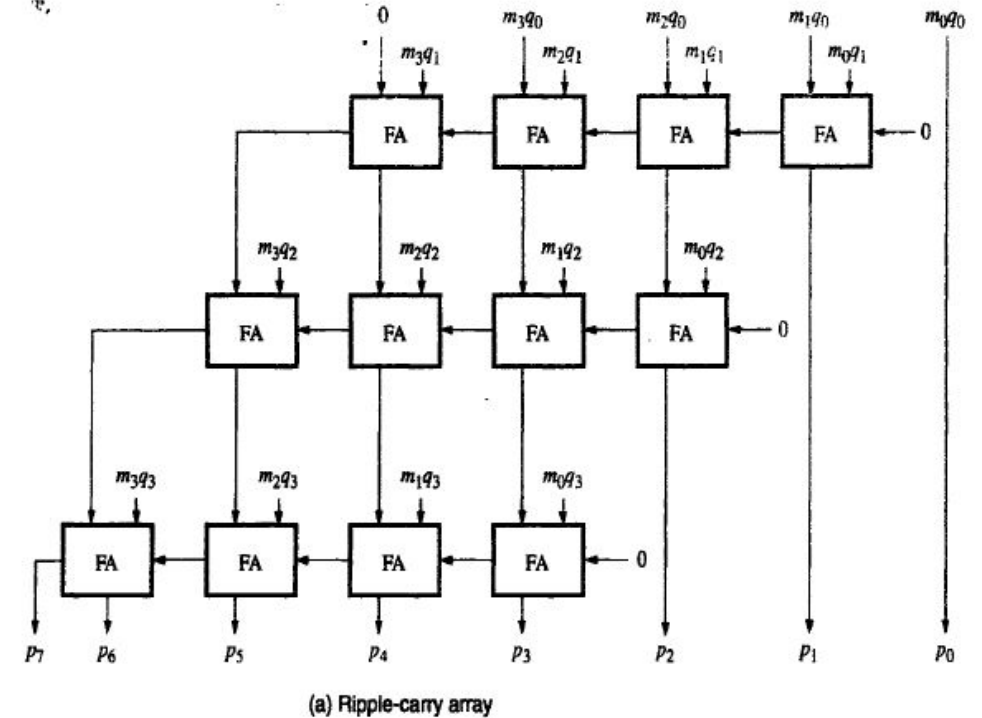 0 m₃q₀ m₂q₀ m₁q₀ m₀q₀
m₃q₁ m₂q₁ m₁q₁ m₀q₁
FA FA FA FA 0
m₃q₂ m₂q₂ m₁q₂ m₀q₂
FA FA FA FA 0
m₃q₃ m₂q₃ m₁q₃ m₀q₃
FA FA FA FA 0
p₇ p₆ p₅ p₄ p₃ p₂ p₁ p₀
(a) Ripple-carry array